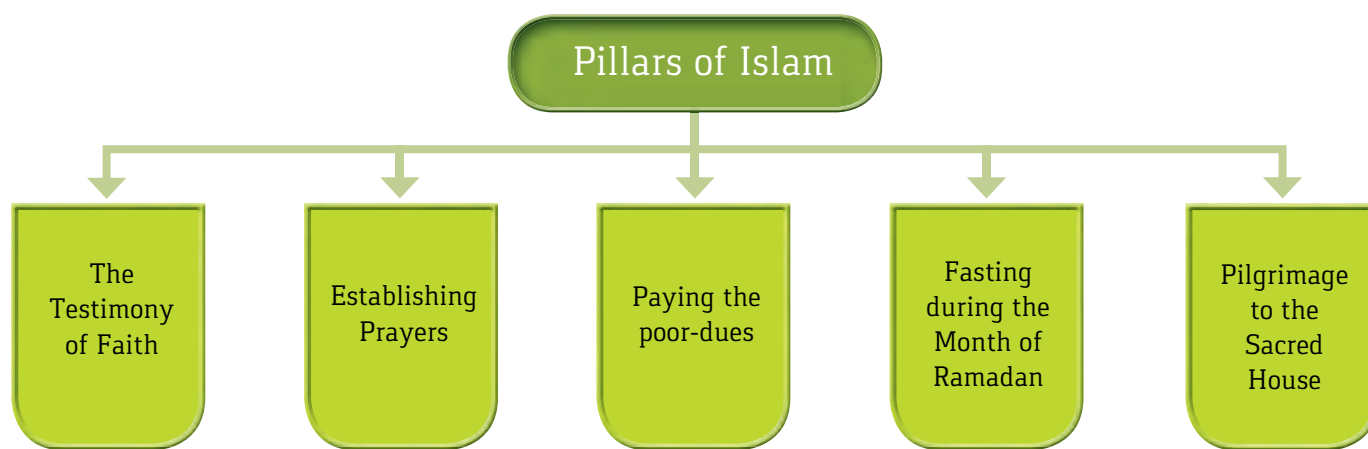 Pillars of Islam
The
Testimony
of Faith
Establishing
Prayers
Paying the
poor-dues
Fasting
during the
Month of
Ramadan
Pilgrimage
to the
Sacred
House